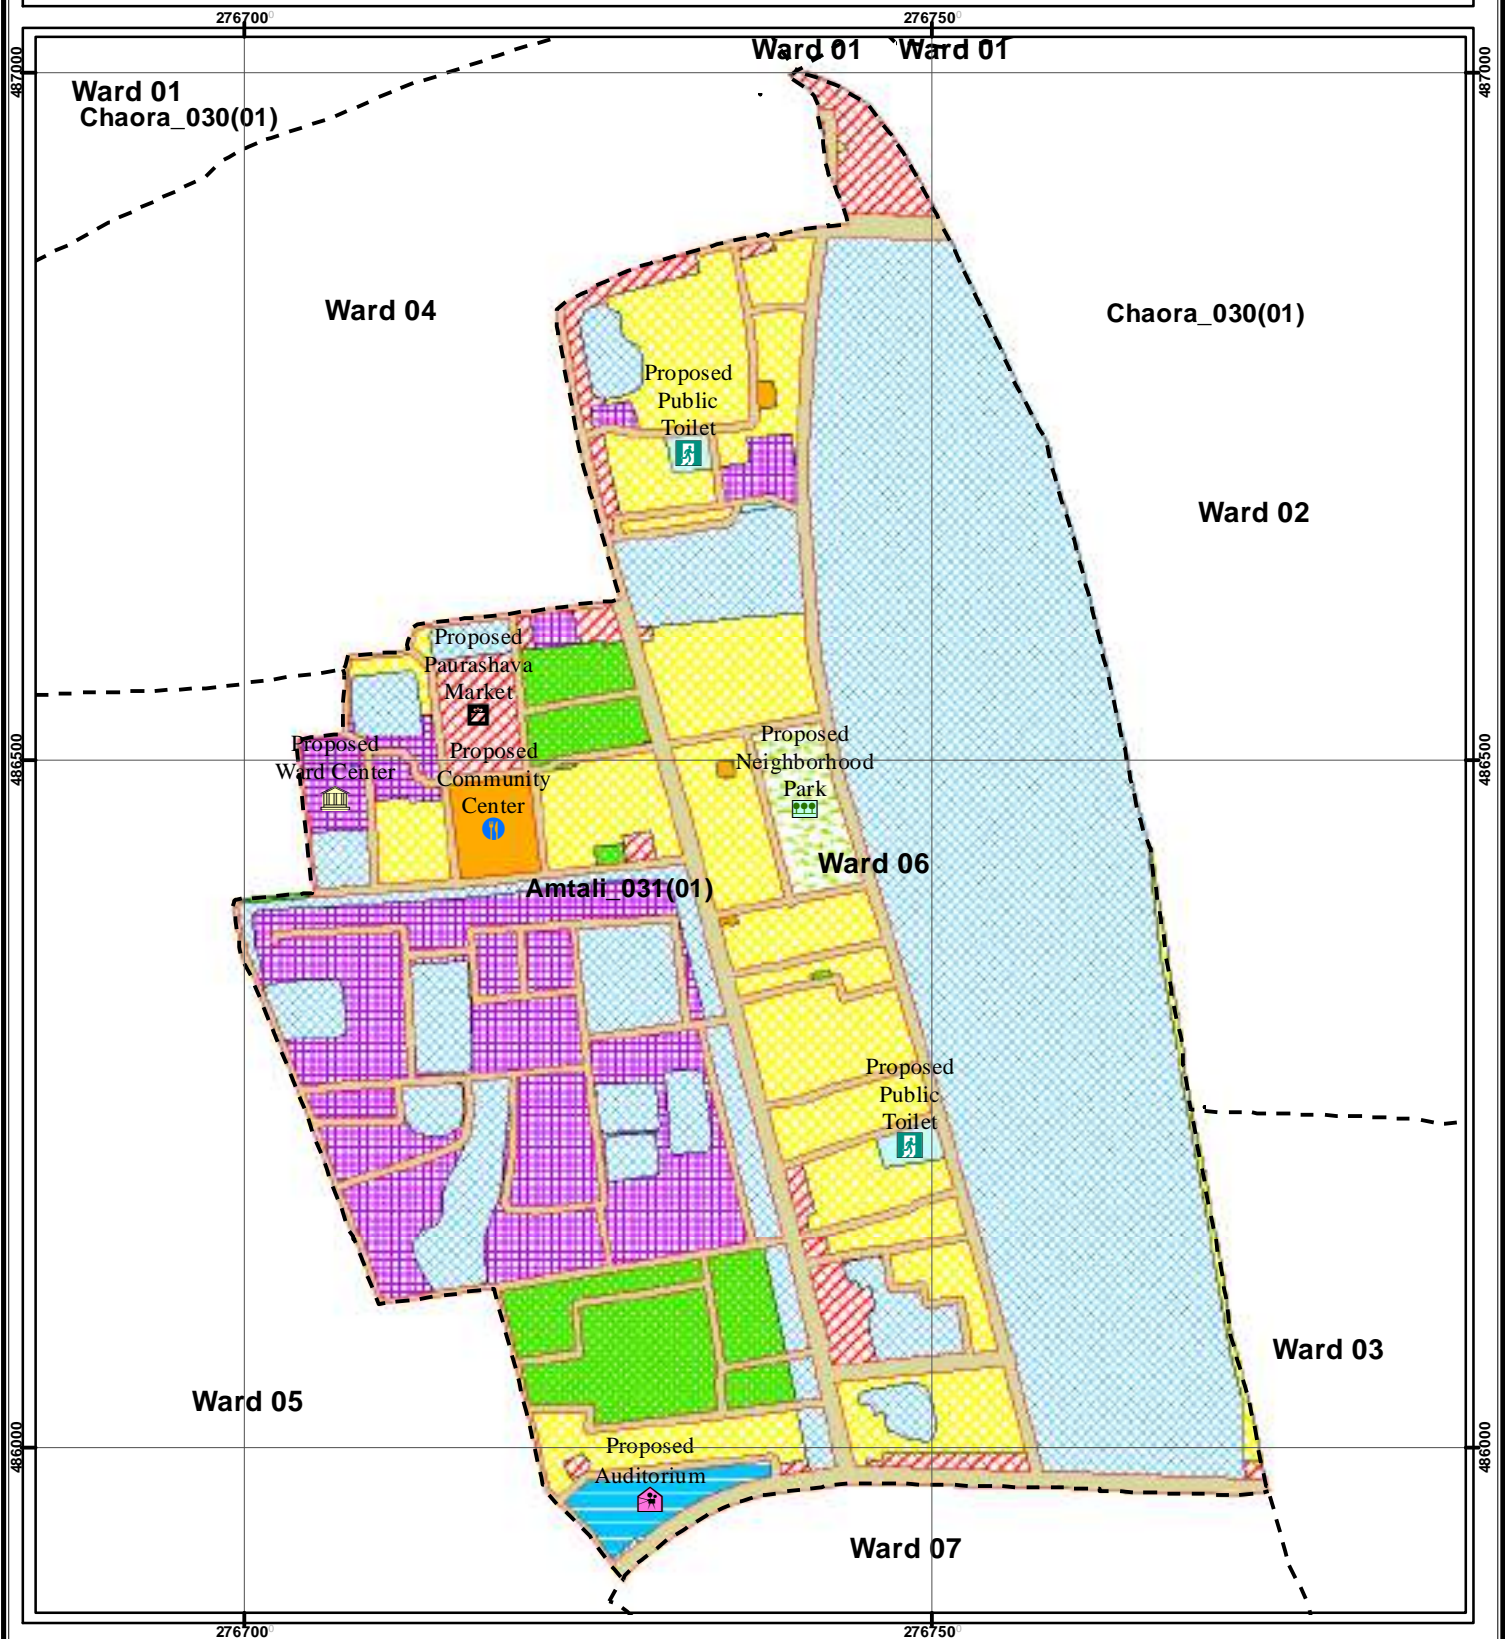 276700
276750
487000
487000
Ward 01
Ward 01
Ward 01
Chaora_030(01)
Ward 04
Chaora_030(01)
Proposed
Public
Toilet
Ward 02
Proposed
Paurashava
Market
Proposed
Ward Center
Proposed
Community
Center
Proposed
Neighborhood
Park
486500
486500
Ward 06
Amtali_031(01)
Proposed
Public
Toilet
Ward 03
Ward 05
486000
486000
Proposed
Auditorium
Ward 07
276700
276750